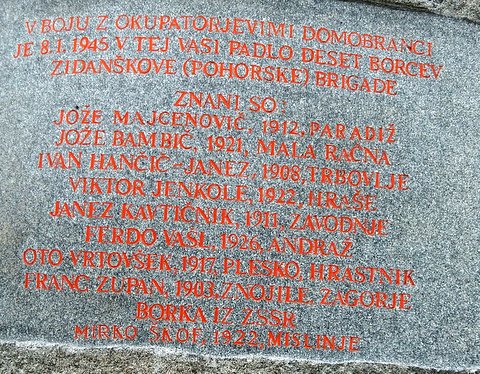 V BOJU Z OKUPATORJEVIMI DOMOBRANCI
JE 8.1.1945 V TEJ VASI PADLO DESET BORCEV
ZIDANŠKOVE (POHORSKE) BRIGADE
ZNANI SO:
JOŽE MAJCENOVIČ, 1912, PARADIŽ
JOŽE BAMBIČ, 1921, MALA RAČNA
IVAN HANČIČ-JANEZ, 1908, TRBOVLJE
VIKTOR JENKOLE, 1922, HRAŠE
JANEZ KAVTIČNIK, 1911, ZAVODNJE
FERDO VAŠL, 1926, ANDRAŽ
OTO VRTOVŠEK, 1917, PLESKO, HRASTNIK
FRANC ZUPAN, 1903, ZNOJILE, ZAGORJE
BORKA IZ ZSSR
MIRKO ŠKOF, 1922, MISLINJE